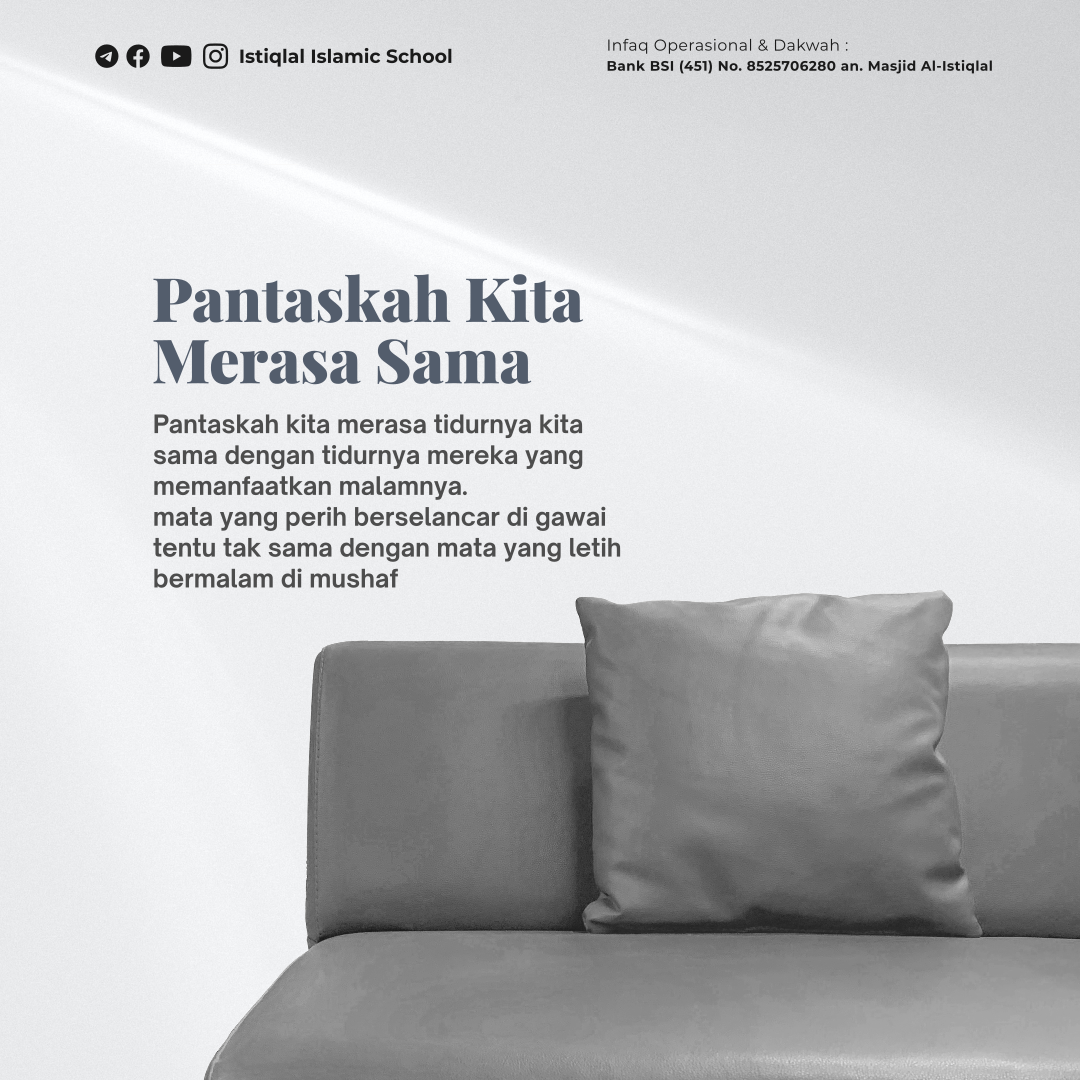 Istiqlal Islamic School
Infaq Operasional & Dakwah :
Bank BSI (451) No. 8525706280 an. Masjid Al-Istiqlal
Pantaskah Kita
Merasa Sama
Pantaskah kita merasa tidurnya kita
sama dengan tidurnya mereka yang
memanfaatkan malamnya.
mata yang perih berselancar di gawai
tentu tak sama dengan mata yang letih
bermalam di mushaf